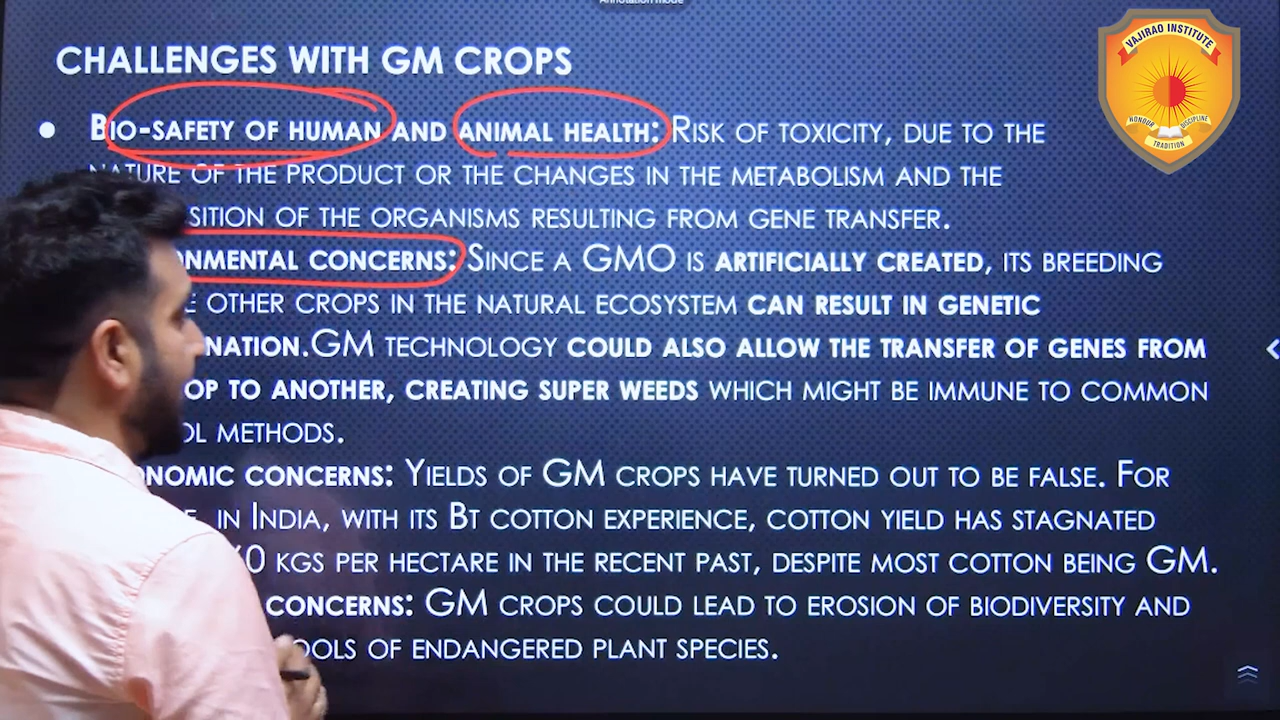 Annotation mode
CHALLENGES WITH GM CROPS
VAJIRAO INSTITUTE
HONOUR DISCIPLINE
TRADITION
• BIO-SAFETY OF HUMAN AND ANIMAL HEALTH: RISK OF TOXICITY, DUE TO THE
NATURE OF THE PRODUCT OR THE CHANGES IN THE METABOLISM AND THE
SITION OF THE ORGANISMS RESULTING FROM GENE TRANSFER.
NMENTAL CONCERNS: SINCE A GMO IS ARTIFICIALLY CREATED, ITS BREEDING
E OTHER CROPS IN THE NATURAL ECOSYSTEM CAN RESULT IN GENETIC
NATION.GM TECHNOLOGY COULD ALSO ALLOW THE TRANSFER OF GENES FROM
OP TO ANOTHER, CREATING SUPER WEEDS WHICH MIGHT BE IMMUNE TO COMMON
OL METHODS.
NOMIC CONCERNS: YIELDS OF GM CROPS HAVE TURNED OUT TO BE FALSE. FOR
E, IN INDIA, WITH ITS BT COTTON EXPERIENCE, COTTON YIELD HAS STAGNATED
0 KGS PER HECTARE IN THE RECENT PAST, DESPITE MOST COTTON BEING GM.
CONCERNS: GM CROPS COULD LEAD TO EROSION OF BIODIVERSITY AND
OOLS OF ENDANGERED PLANT SPECIES.